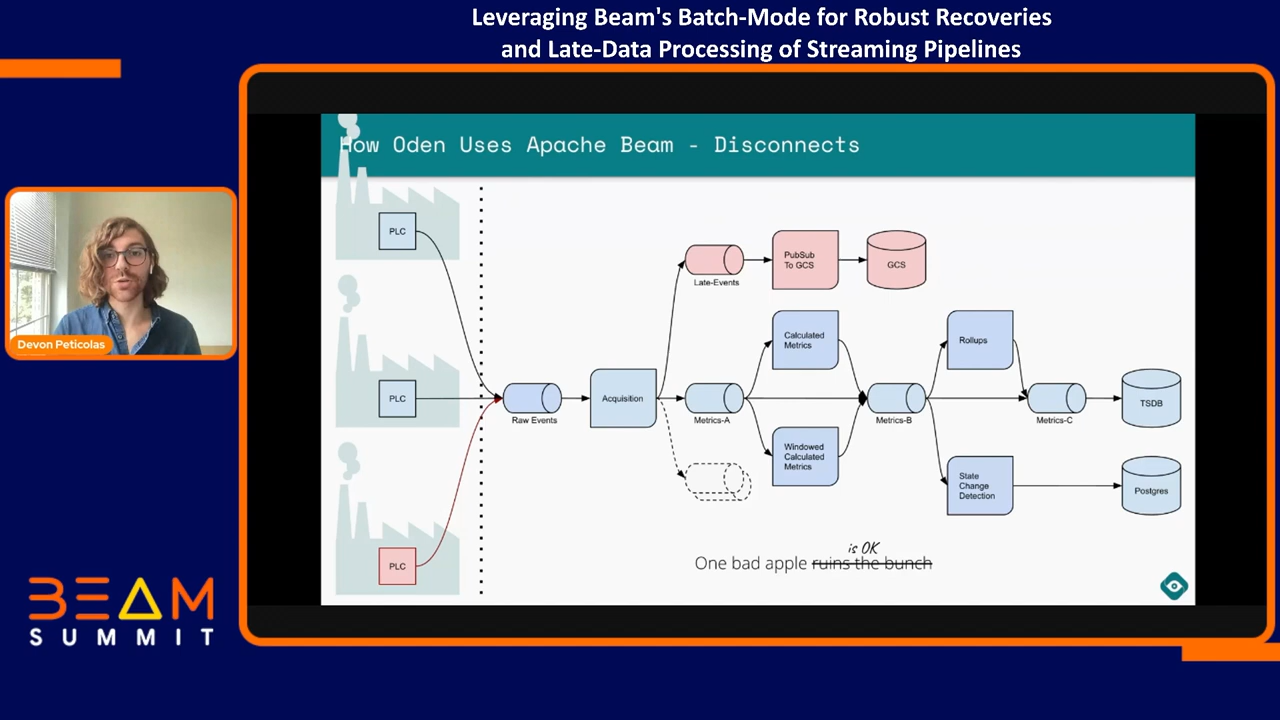 Leveraging Beam's Batch-Mode for Robust Recoveries
and Late-Data Processing of Streaming Pipelines
How Oden Uses Apache Beam - Disconnects
PLC
PubSub
To GCS
GCS
Late-Events
Calculated
Metrics
Rollups
PLC
Raw Events
Acquisition
Metrics-A
Metrics-B
Metrics-C
TSDB
Windowed
Calculated
Metrics
State
Change
Detection
Postgres
PLC
is OK
One bad apple ruins the bunch
Devon Peticolas
BEAM
SUMMIT